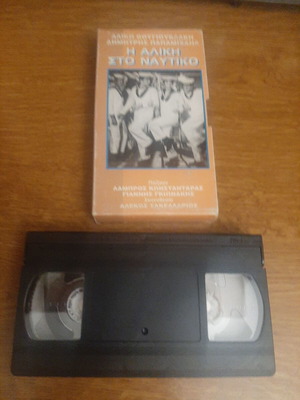 ΑΛΙΚΗ ΒΟΥΓΙΟΥΚΛΑΚΗ
ΔΗΜΗΤΡΗΣ ΠΑΠΑΜΙΧΑΗΛ
Η ΑΛΙΚΗ
ΣΤΟ ΝΑΥΤΙΚΟ
ΛΑΜΠΡΟΣ ΚΩΝΣΤΑΝΤΑΡΑΣ
ΓΙΑΝΝΗΣ ΓΚΙΩΝΑΚΗΣ
ΑΛΕΚΟΣ ΣΑΚΕΛΛΑΡΙΟΣ